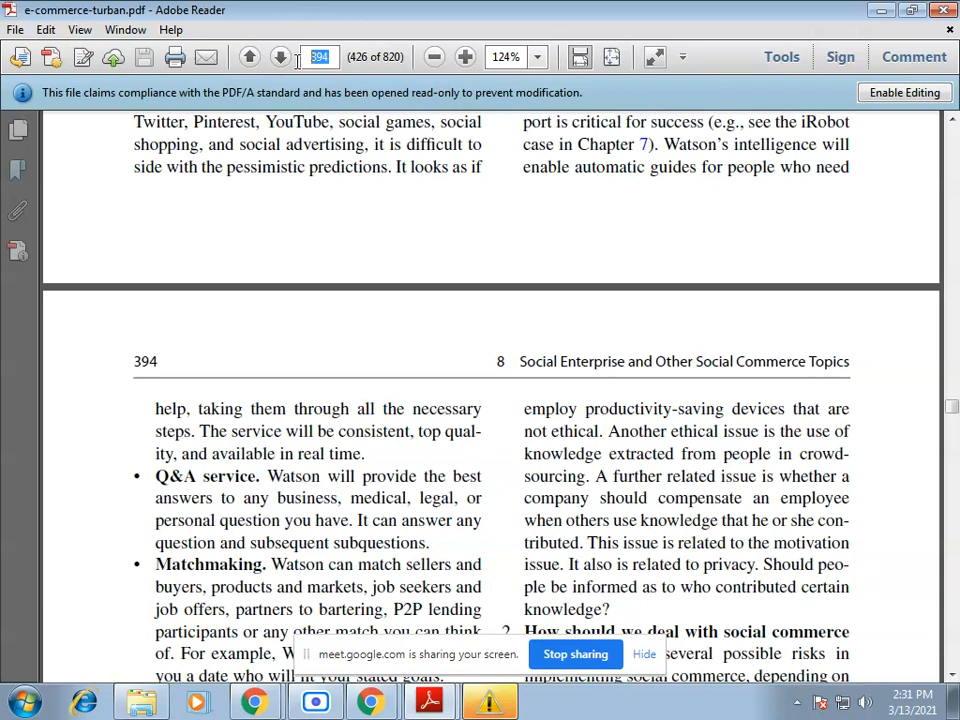 e-commerce-turban.pdf - Adobe Reader
File Edit View Window Help
394 (426 of 820) 124% Tools Sign Comment
This file claims compliance with the PDF/A standard and has been opened read-only to prevent modification. Enable Editing
Twitter, Pinterest, YouTube, social games, social
shopping, and social advertising, it is difficult to
side with the pessimistic predictions. It looks as if
port is critical for success (e.g., see the iRobot
case in Chapter 7). Watson's intelligence will
enable automatic guides for people who need
394 8 Social Enterprise and Other Social Commerce Topics
help, taking them through all the necessary
steps. The service will be consistent, top qual-
ity, and available in real time.
• Q&A service. Watson will provide the best
answers to any business, medical, legal, or
personal question you have. It can answer any
question and subsequent subquestions.
• Matchmaking. Watson can match sellers and
buyers, products and markets, job seekers and
job offers, partners to bartering, P2P lending
participants or any other match you can think
of. For example, W
you a date who will fit your stated goals.
employ productivity-saving devices that are
not ethical. Another ethical issue is the use of
knowledge extracted from people in crowd-
sourcing. A further related issue is whether a
company should compensate an employee
when others use knowledge that he or she con-
tributed. This issue is related to the motivation
issue. It also is related to privacy. Should peo-
ple be informed as to who contributed certain
knowledge?
2. How should we deal with social commerce
several possible risks in
implementing social commerce, depending on
meet.google.com is sharing your screen. Stop sharing Hide
2:31 PM
3/13/2021